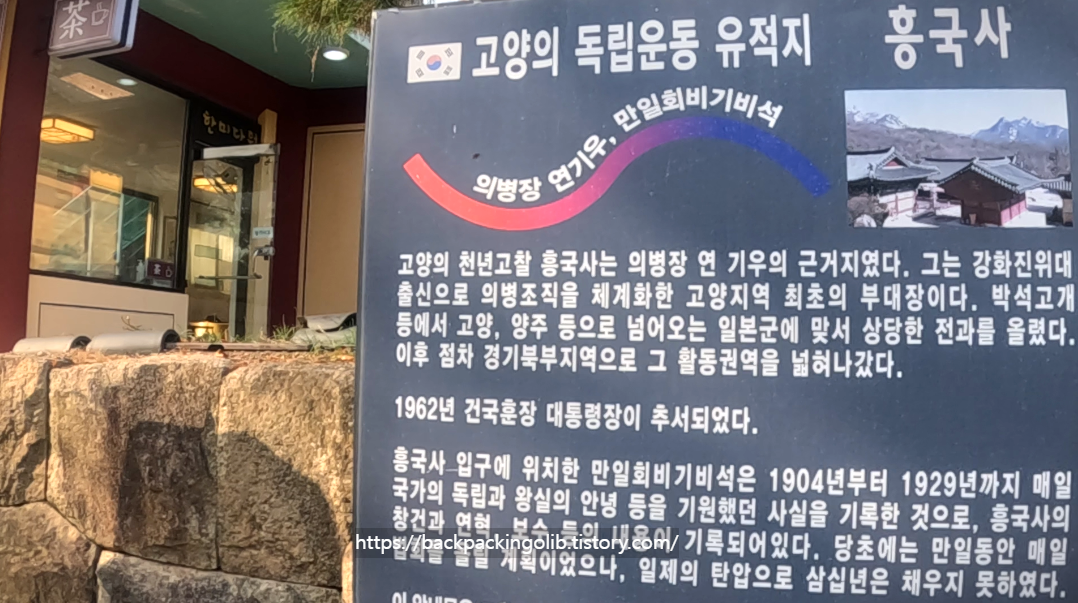 茶
한미다원
茶
고양의 독립운동 유적지 흥국사
의병장 연기우, 만일회비기비석
고양의 천년고찰 흥국사는 의병장 연 기우의 근거지였다. 그는 강화진위대
출신으로 의병조직을 체계화한 고양지역 최초의 부대장이다. 박석고개
등에서 고양, 양주 등으로 넘어오는 일본군에 맞서 상당한 전과를 올렸다.
이후 점차 경기북부지역으로 그 활동권역을 넓혀나갔다.
1962년 건국훈장 대통령장이 추서되었다.
흥국사 입구에 위치한 만일회비기비석은 1904년부터 1929년까지 매일
국가의 독립과 왕실의 안녕 등을 기원했던 사실을 기록한 것으로, 흥국사의
창건과 연혁, 보수 등의 내용이 기록되어있다. 당초에는 만일동안 매일
계획이었으나, 일제의 탄압으로 삼십년은 채우지 못하였다.
https://backpackingolib.tistory.com/